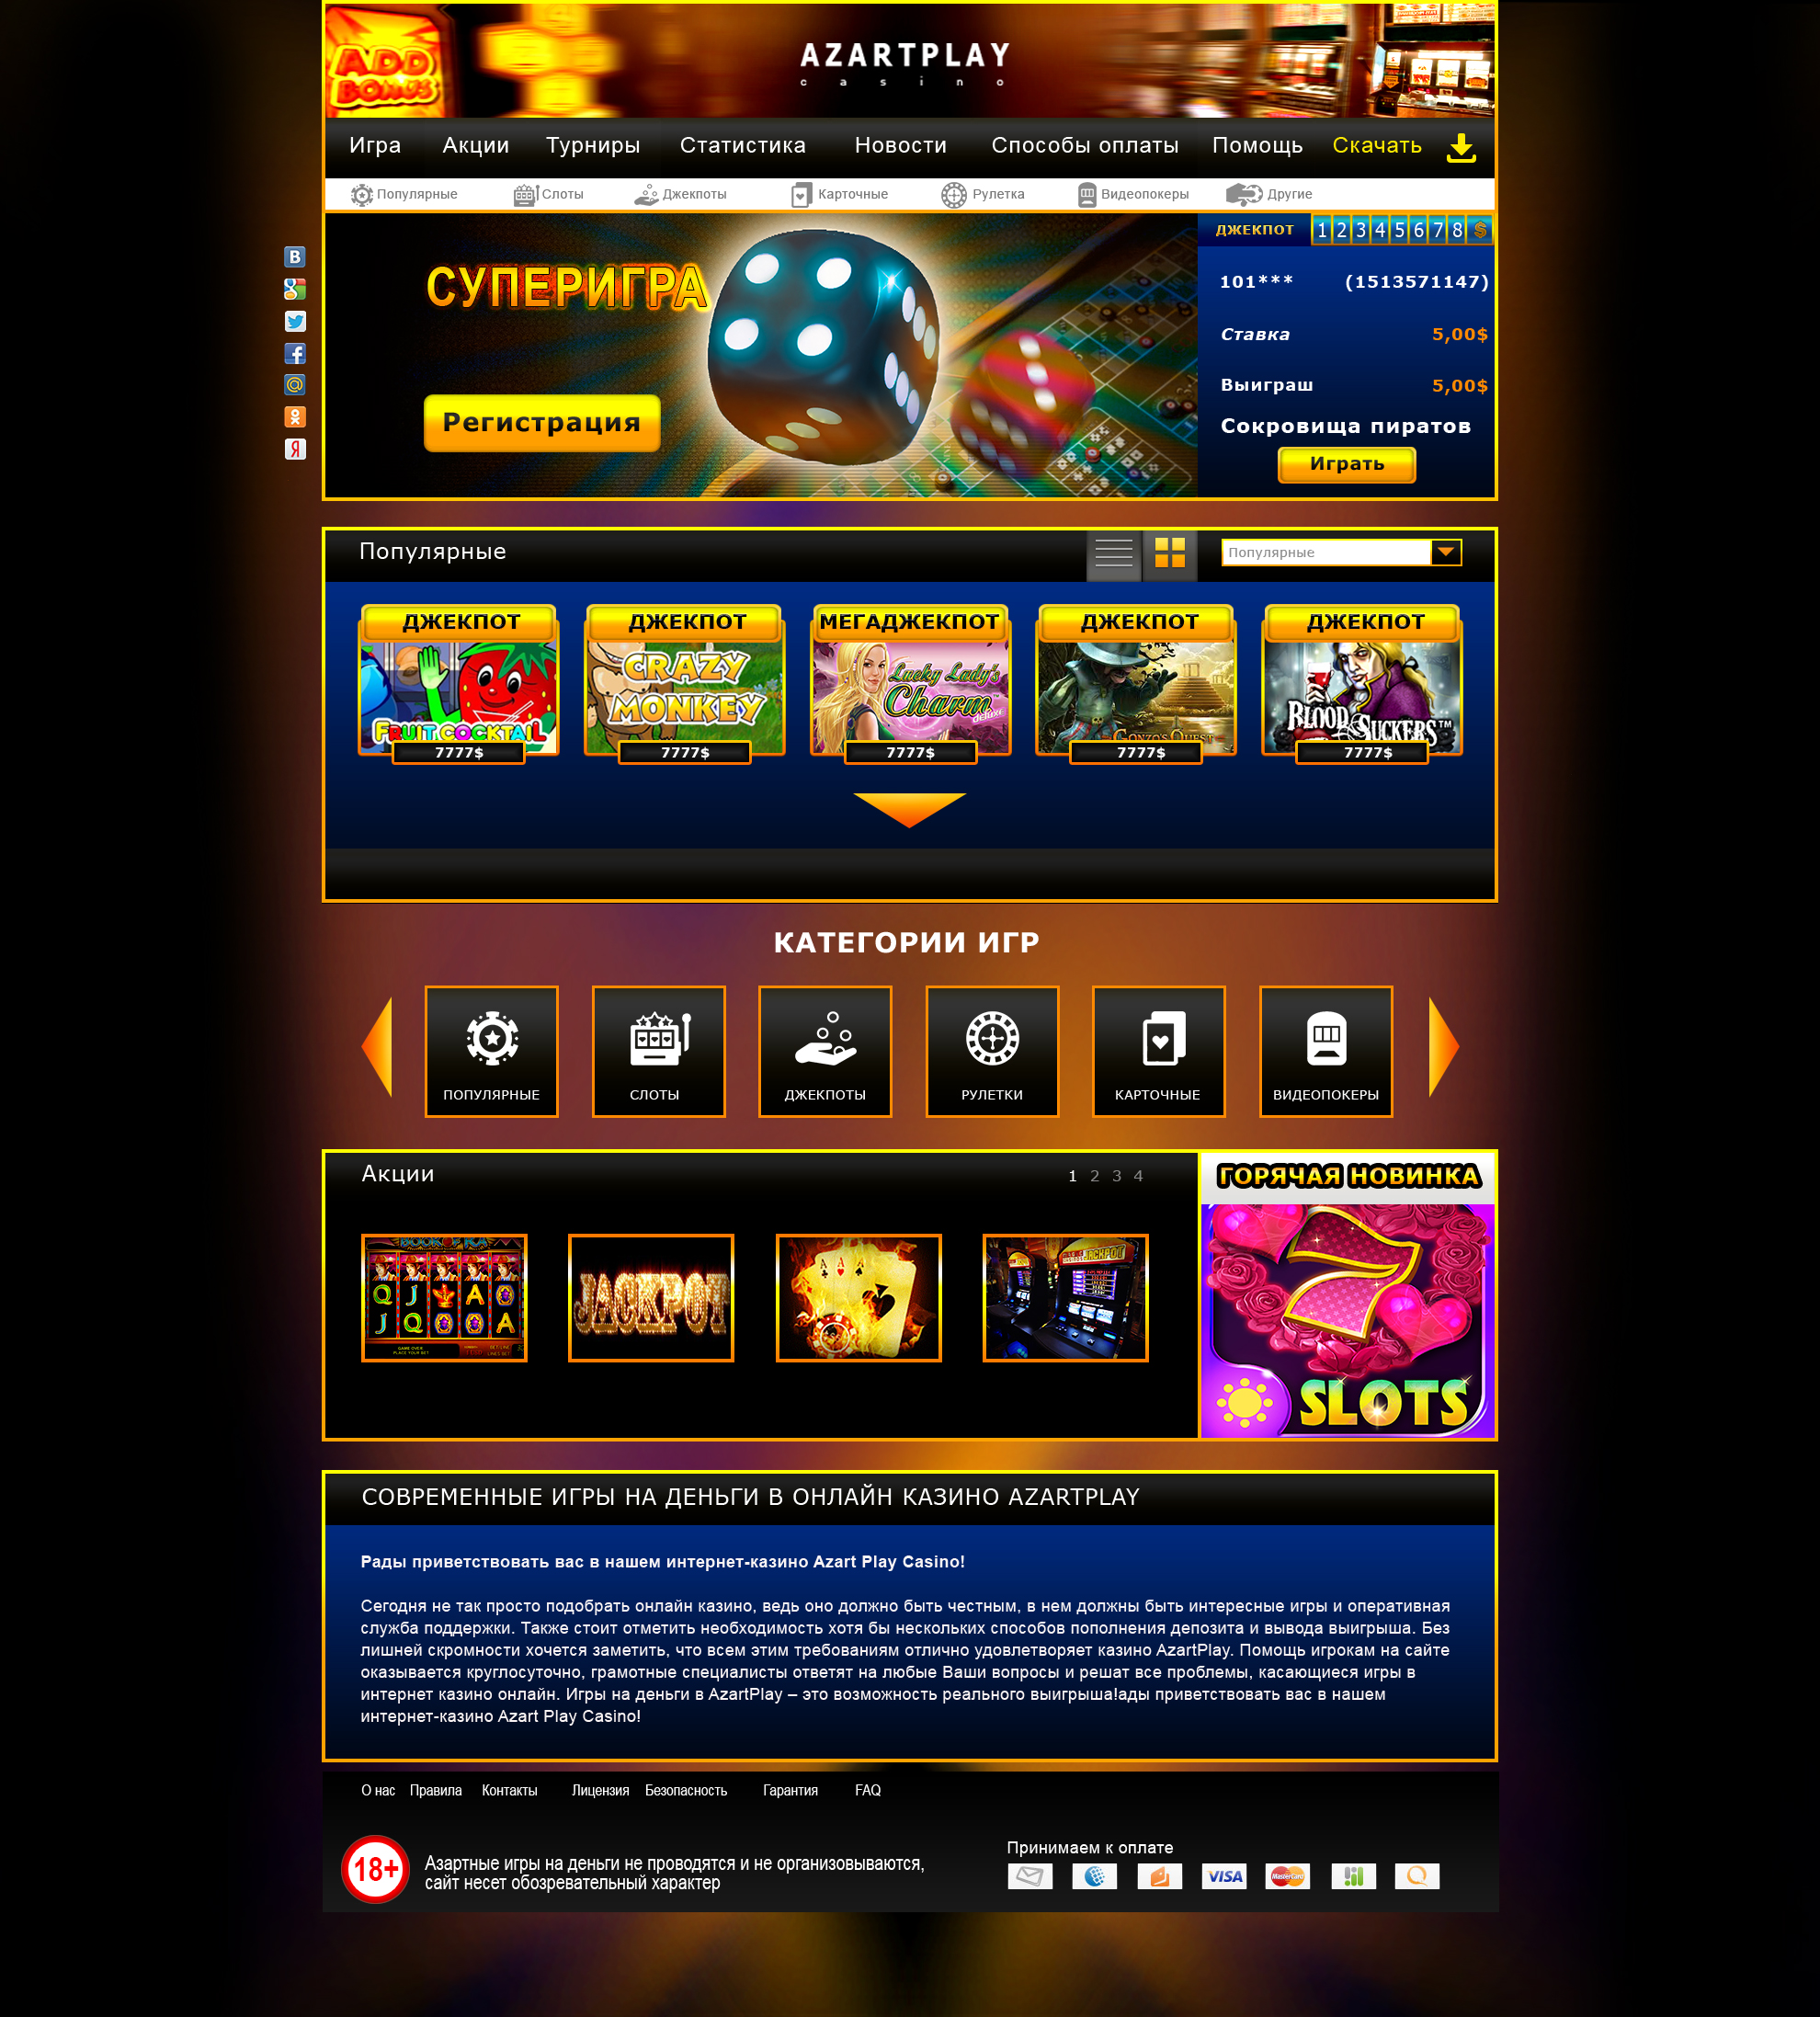 ADD
BONUS
AZARTPLAY
casino
Игра Акции Турниры Статистика Новости Способы оплаты Помощь Скачать
Популярные Слоты Джекпоты Карточные Рулетка Видеопокеры Другие
СУПЕРИГРА
Регистрация
ДЖЕКПОТ 1 2 3 4 5 6 7 8 $
101*** (1513571147)
Ставка 5,00$
Выиграш 5,00$
Сокровища пиратов
Играть
Популярные
Популярные
ДЖЕКПОТ ДЖЕКПОТ МЕГАДЖЕКПОТ ДЖЕКПОТ ДЖЕКПОТ
FRUIT COCKTAIL
CRAZY
MONKEY
Lucky Lady's
Charm
deluxe
GONZO'S QUEST
BLOOD SUCKERS™
7777$ 7777$ 7777$ 7777$ 7777$
КАТЕГОРИИ ИГР
ПОПУЛЯРНЫЕ СЛОТЫ ДЖЕКПОТЫ РУЛЕТКИ КАРТОЧНЫЕ ВИДЕОПОКЕРЫ
Акции 1 2 3 4
Q J A
J Q A
GAME OVER
PLACE YOUR BET
JACKPOT
A A A
JACKPOT
ГОРЯЧАЯ НОВИНКА
7
SLOTS
СОВРЕМЕННЫЕ ИГРЫ НА ДЕНЬГИ В ОНЛАЙН КАЗИНО AZARTPLAY
Рады приветствовать вас в нашем интернет-казино Azart Play Casino!
Сегодня не так просто подобрать онлайн казино, ведь оно должно быть честным, в нем должны быть интересные игры и оперативная
служба поддержки. Также стоит отметить необходимость хотя бы нескольких способов пополнения депозита и вывода выигрыша. Без
лишней скромности хочется заметить, что всем этим требованиям отлично удовлетворяет казино AzartPlay. Помощь игрокам на сайте
оказывается круглосуточно, грамотные специалисты ответят на любые Ваши вопросы и решат все проблемы, касающиеся игры в
интернет казино онлайн. Игры на деньги в AzartPlay – это возможность реального выигрыша!ады приветствовать вас в нашем
интернет-казино Azart Play Casino!
О нас Правила Контакты Лицензия Безопасность Гарантия FAQ
18+
Азартные игры на деньги не проводятся и не организовываются,
сайт несет обозревательный характер
Принимаем к оплате
VISA MasterCard